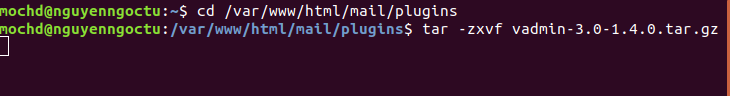 mochd@nguyenngoctu:~$ cd /var/www/html/mail/plugins
mochd@nguyenngoctu:/var/www/html/mail/plugins$ tar -zxvf vadmin-3.0-1.4.0.tar.gz